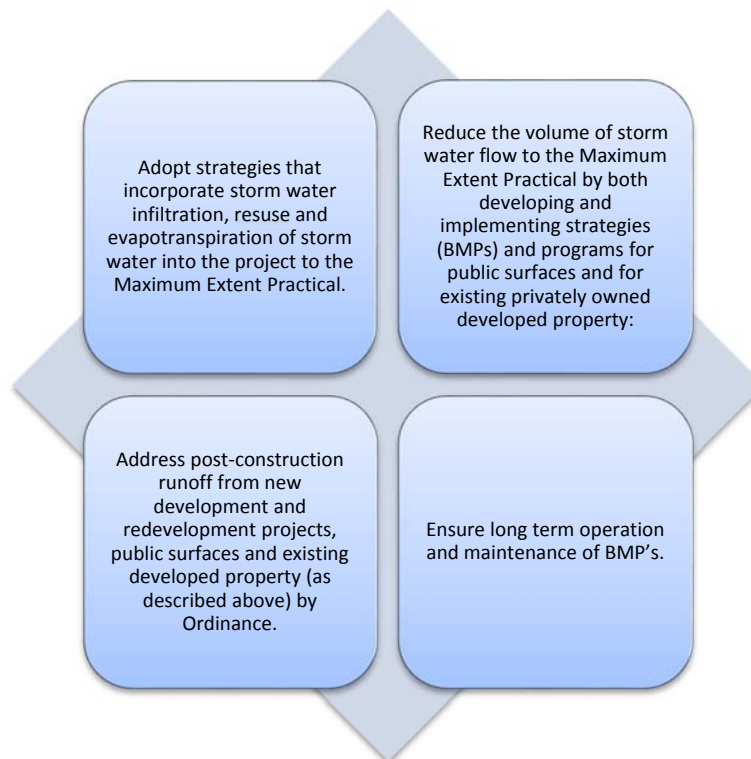 Adopt strategies that
incorporate storm water
infiltration, resuse and
evapotranspiration of storm
water into the project to the
Maximum Extent Practical.
Reduce the volume of storm
water flow to the Maximum
Extent Practical by both
developing and
implementing strategies
(BMPs) and programs for
public surfaces and for
existing privately owned
developed property:
Address post-construction
runoff from new
development and
redevelopment projects,
public surfaces and existing
developed property (as
described above) by
Ordinance.
Ensure long term operation
and maintenance of BMP’s.